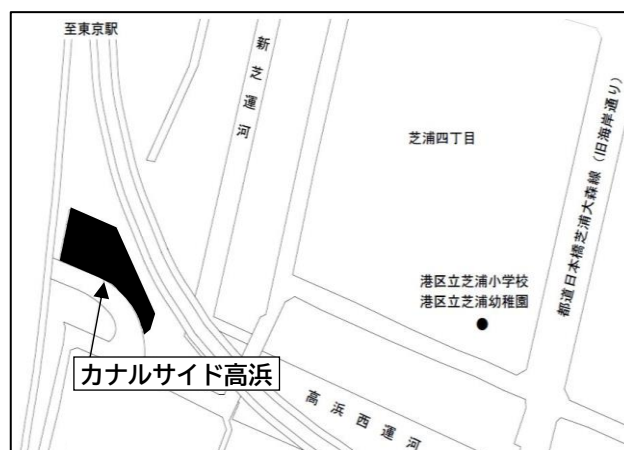 至東京駅
新芝運河
芝浦四丁目
都道日本橋芝浦大森線（旧海岸通り）
港区立芝浦小学校
港区立芝浦幼稚園
カナルサイド高浜
高浜西運河